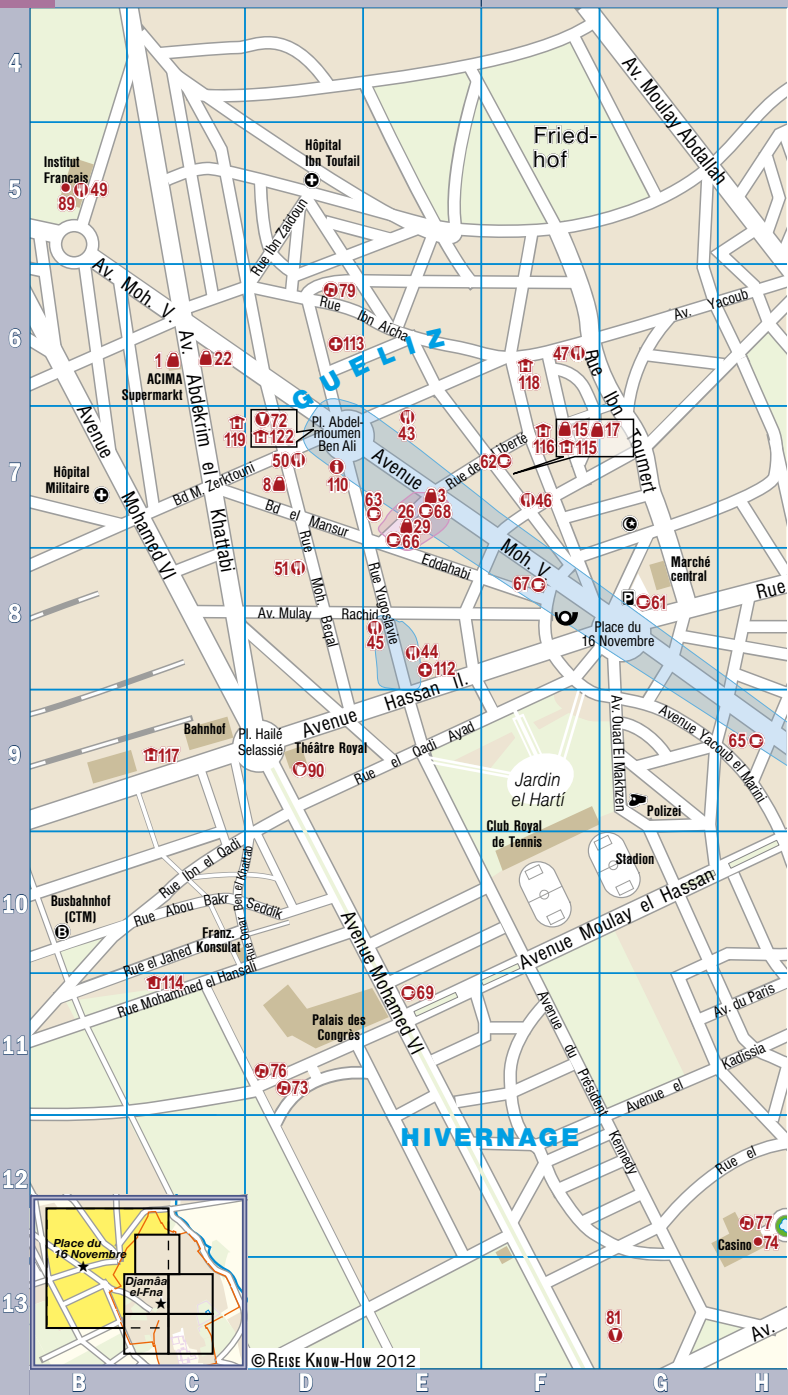 4
Av. Moulay Abdallah
Fried-
hof
Hôpital
Ibn Toufail
Institut
Français
5
49
89
Rue Ibn Zaidoun
Av. Moh. V.
79
Rue Ibn Aicha
Av. Yacoub
6
113
GUELIZ
47
1
22
118
ACIMA
Supermarkt
Av. Abdekrim el Khattabi
Rue Ibn Toumert
Avenue Mohamed VI
72
122
119
Pl. Abdel-
moumen
Ben Ali
43
116
15
17
115
Rue de Liberté
7
50
110
Avenue Moh. V.
62
Hôpital
Militaire
Bd M. Zerktouni
8
63
3
26
68
29
66
46
Bd el Mansur Eddahabi
51
Rue Moh. Beqal
Rue Yugoslavie
67
Marché
central
P
61
Rue
8
Av. Mulay Rachid
45
44
112
Place du
16 Novembre
Avenue Hassan II.
Bahnhof
Pl. Hailé
Selassié
Théâtre Royal
Av. Ouad El Makhzen
Avenue Yacoub el Marini
65
9
117
90
Rue el Qadi Ayad
Jardin
el Hartí
Polizei
Club Royal
de Tennis
Stadion
Rue Ibn el Qadi
Rue Omar Ben el Khattab
10
Busbahnhof
(CTM)
B
Rue Abou Bakr Seddik
Franz.
Konsulat
Avenue Moulay el Hassan
Rue el Jahed
114
Rue Mohammed el Hansali
Avenue Mohamed VI
69
Av. du Paris
Palais des
Congrès
11
Avenue du Président Kennedy
Avenue el Kadissia
76
73
HIVERNAGE
12
Rue el
77
Casino
74
Place du
16 Novembre
Djamâa
el-Fna
13
81
Av.
© REISE KNOW-HOW 2012
B C D E F G H